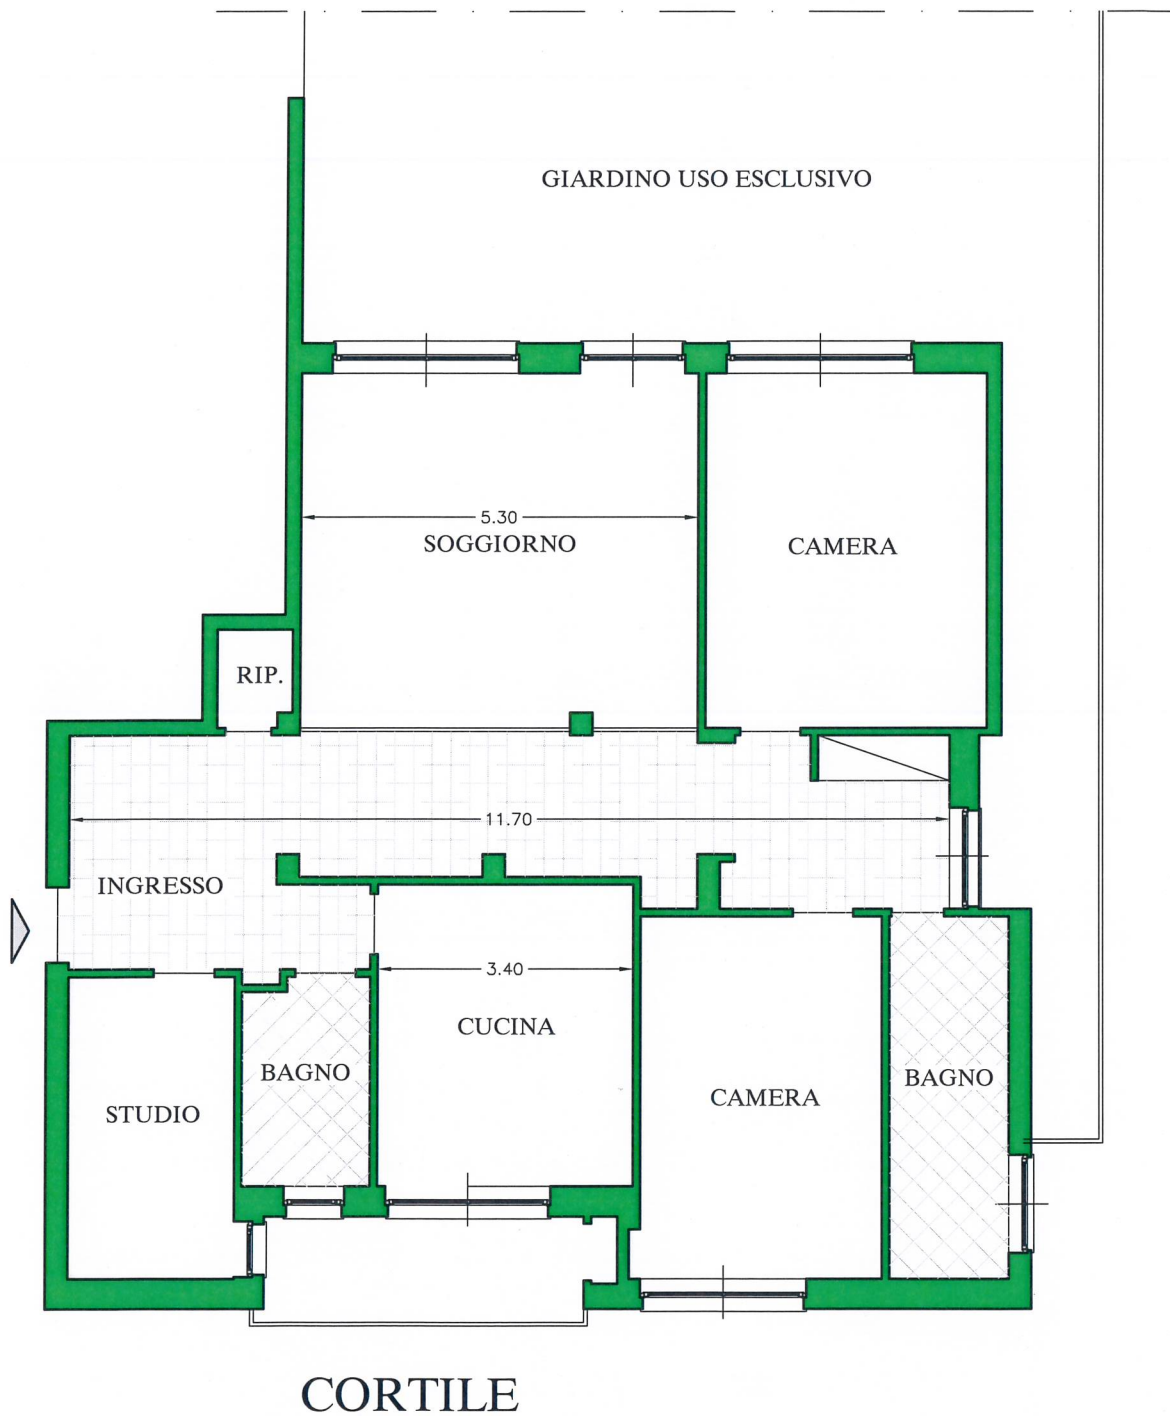 GIARDINO USO ESCLUSIVO
5.30
SOGGIORNO
CAMERA
RIP.
11.70
INGRESSO
3.40
CUCINA
BAGNO
BAGNO
CAMERA
STUDIO
CORTILE